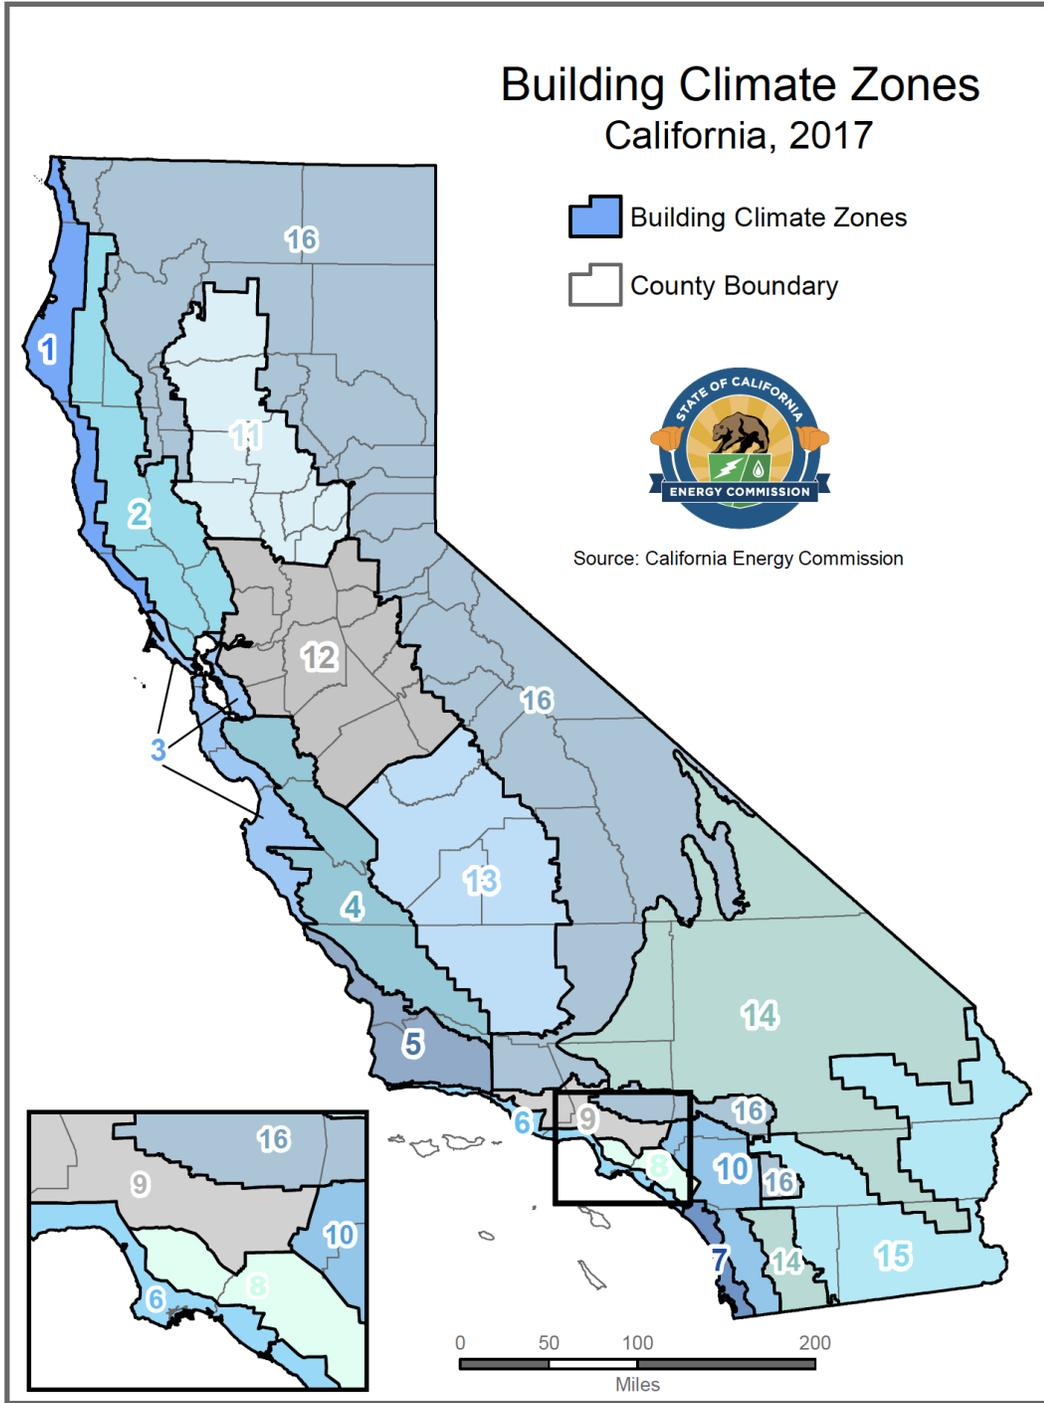 Building Climate Zones
California, 2017
Building Climate Zones
County Boundary
STATE OF CALIFORNIA
ENERGY COMMISSION
Source: California Energy Commission
16
1
11
2
12
16
3
13
4
14
5
6
9
16
8
10
16
7
14
15
16
9
10
8
6
0 50 100 200
Miles